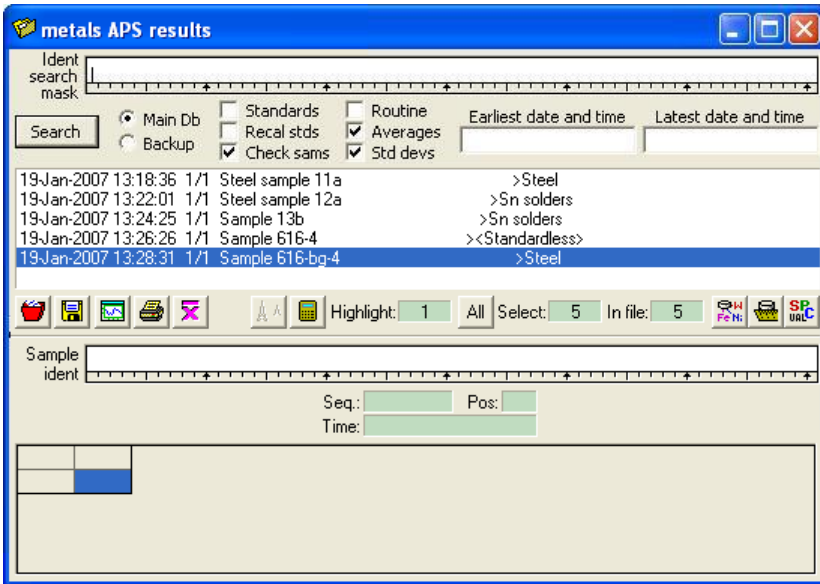 metals APS results
Ident search mask
Search
Main Db
Backup
Standards
Recal stds
Check sams
Routine
Averages
Std devs
Earliest date and time
Latest date and time
19-Jan-2007 13:18:36 1/1 Steel sample 11a >Steel
19-Jan-2007 13:22:01 1/1 Steel sample 12a >Sn solders
19-Jan-2007 13:24:25 1/1 Sample 13b >Sn solders
19-Jan-2007 13:26:26 1/1 Sample 616-4 ><Standardless>
19-Jan-2007 13:28:31 1/1 Sample 616-bg-4 >Steel
Highlight: 1 All Select: 5 In file: 5
W
Fe Ni
SP
UAL C
Sample ident
Seq.: Pos:
Time: